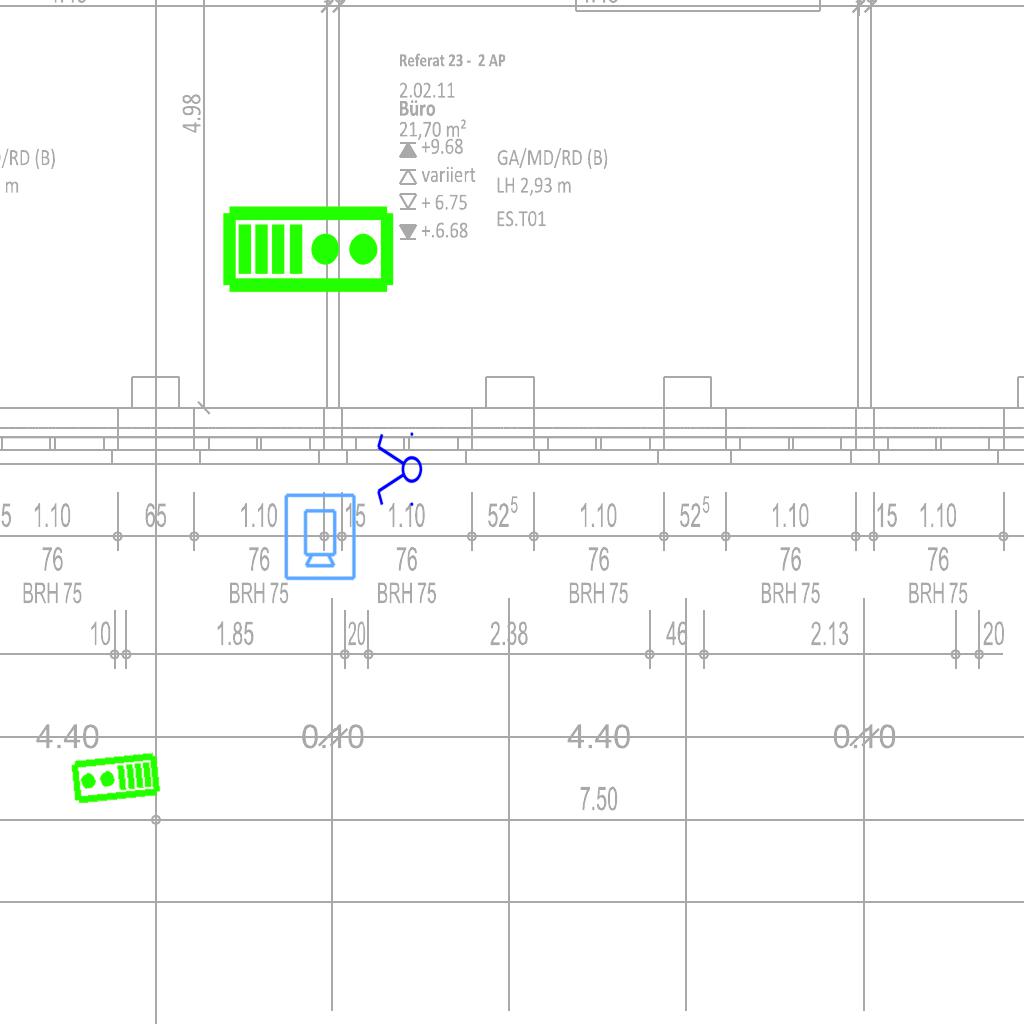 4.98
Referat 23 - 2 AP
2.02.11
Büro
21,70 m²
+9.68
variiert
+ 6.75
+.6.68
GA/MD/RD (B)
LH 2,93 m
ES.T01
/RD (B)
m
5 1.10 65 1.10 15 1.10 52⁵ 1.10 52⁵ 1.10 15 1.10
76 76 76 76 76 76
BRH 75 BRH 75 BRH 75 BRH 75 BRH 75 BRH 75
10 1.85 20 2.38 46 2.13 20
4.40 0.10 4.40 0.10
7.50